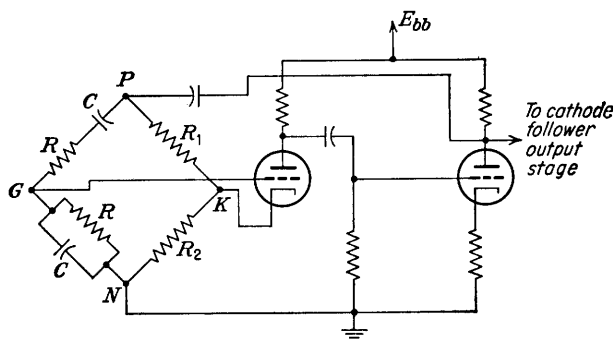 E_bb
P
C
R
R_1
To cathode
follower
output
stage
G
K
R
C
R_2
N